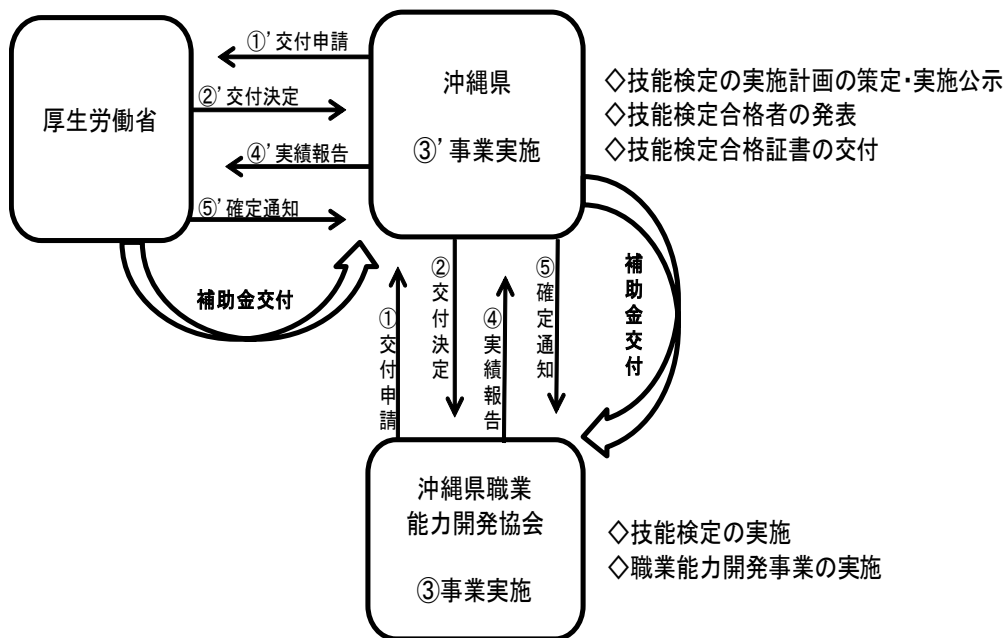 厚生労働省
①’交付申請
②’交付決定
④’実績報告
⑤’確定通知
補助金交付
沖縄県
③’事業実施
◇技能検定の実施計画の策定・実施公示
◇技能検定合格者の発表
◇技能検定合格証書の交付
①交付申請
②交付決定
④実績報告
⑤確定通知
補助金交付
沖縄県職業
能力開発協会
③事業実施
◇技能検定の実施
◇職業能力開発事業の実施